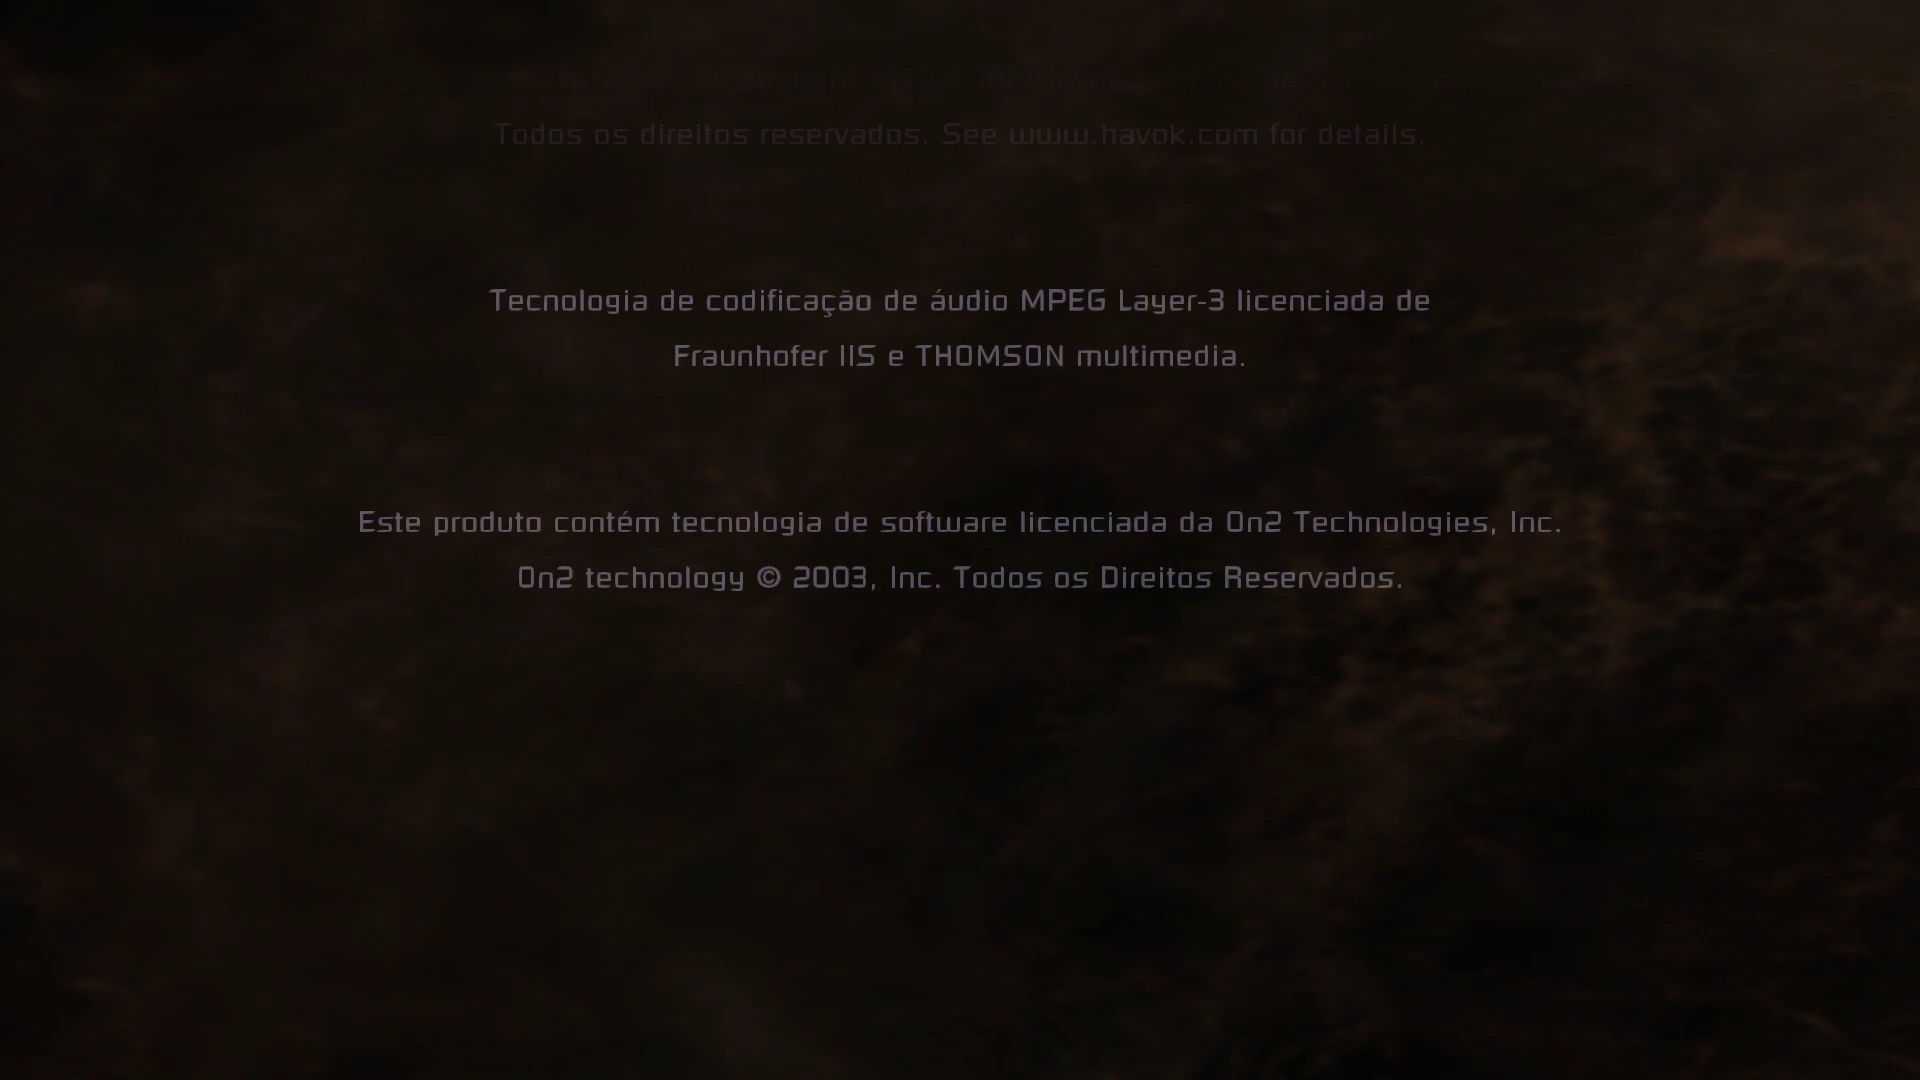 Todos os direitos reservados. See www.havok.com for details.
Tecnologia de codificação de áudio MPEG Layer-3 licenciada de
Fraunhofer IIS e THOMSON multimedia.
Este produto contém tecnologia de software licenciada da On2 Technologies, Inc.
On2 technology © 2003, Inc. Todos os Direitos Reservados.